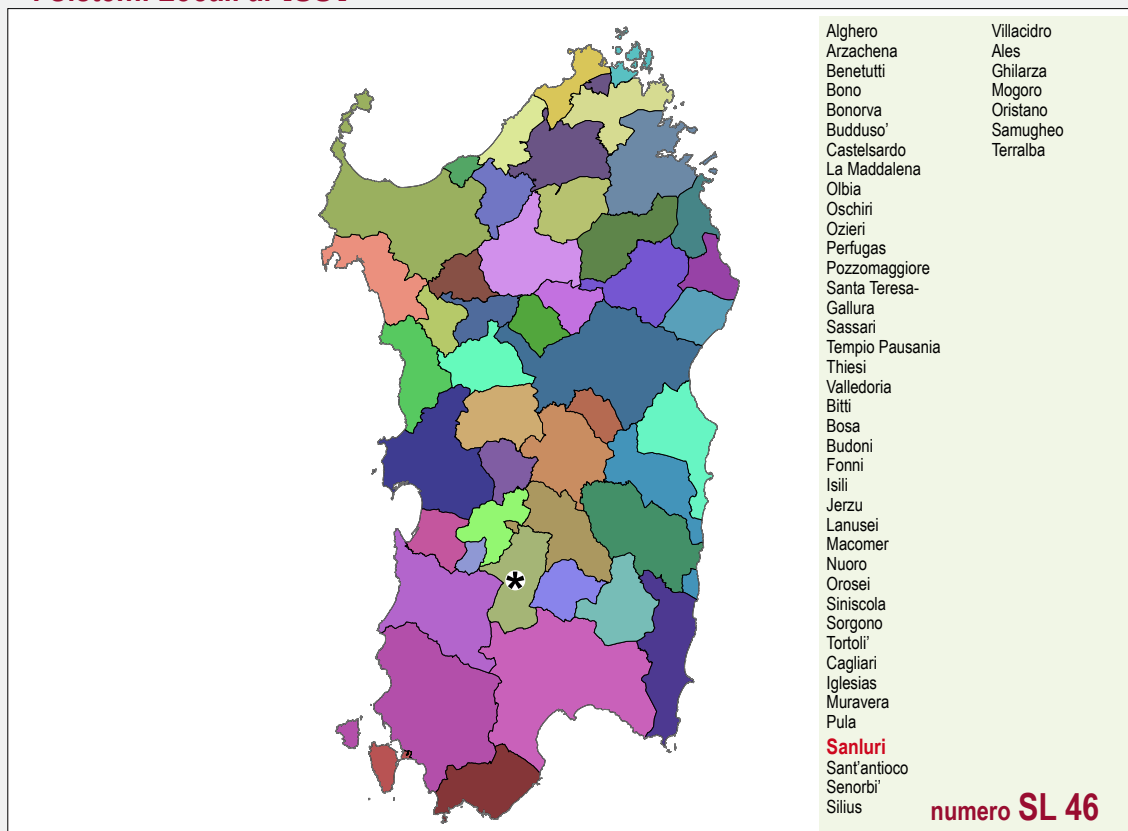 I Sistemi Locali
Alghero
Arzachena
Benetutti
Bono
Bonorva
Budduso'
Castelsardo
La Maddalena
Olbia
Oschiri
Ozieri
Perfugas
Pozzomaggiore
Santa Teresa-
Gallura
Sassari
Tempio Pausania
Thiesi
Valledoria
Bitti
Bosa
Budoni
Fonni
Isili
Jerzu
Lanusei
Macomer
Nuoro
Orosei
Siniscola
Sorgono
Tortoli'
Cagliari
Iglesias
Muravera
Pula
Sanluri
Sant'antioco
Senorbi'
Silius
Villacidro
Ales
Ghilarza
Mogoro
Oristano
Samugheo
Terralba
*
numero SL 46